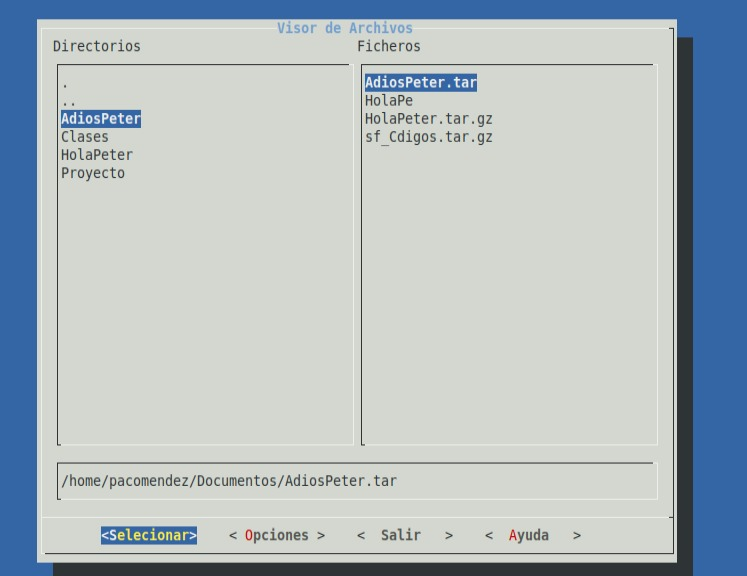 Visor de Archivos
Directorios
Ficheros
.
..
AdiosPeter
Clases
HolaPeter
Proyecto
AdiosPeter.tar
HolaPe
HolaPeter.tar.gz
sf_Cdigos.tar.gz
/home/pacomendez/Documentos/AdiosPeter.tar
<Selecionar> < Opciones > < Salir > < Ayuda >